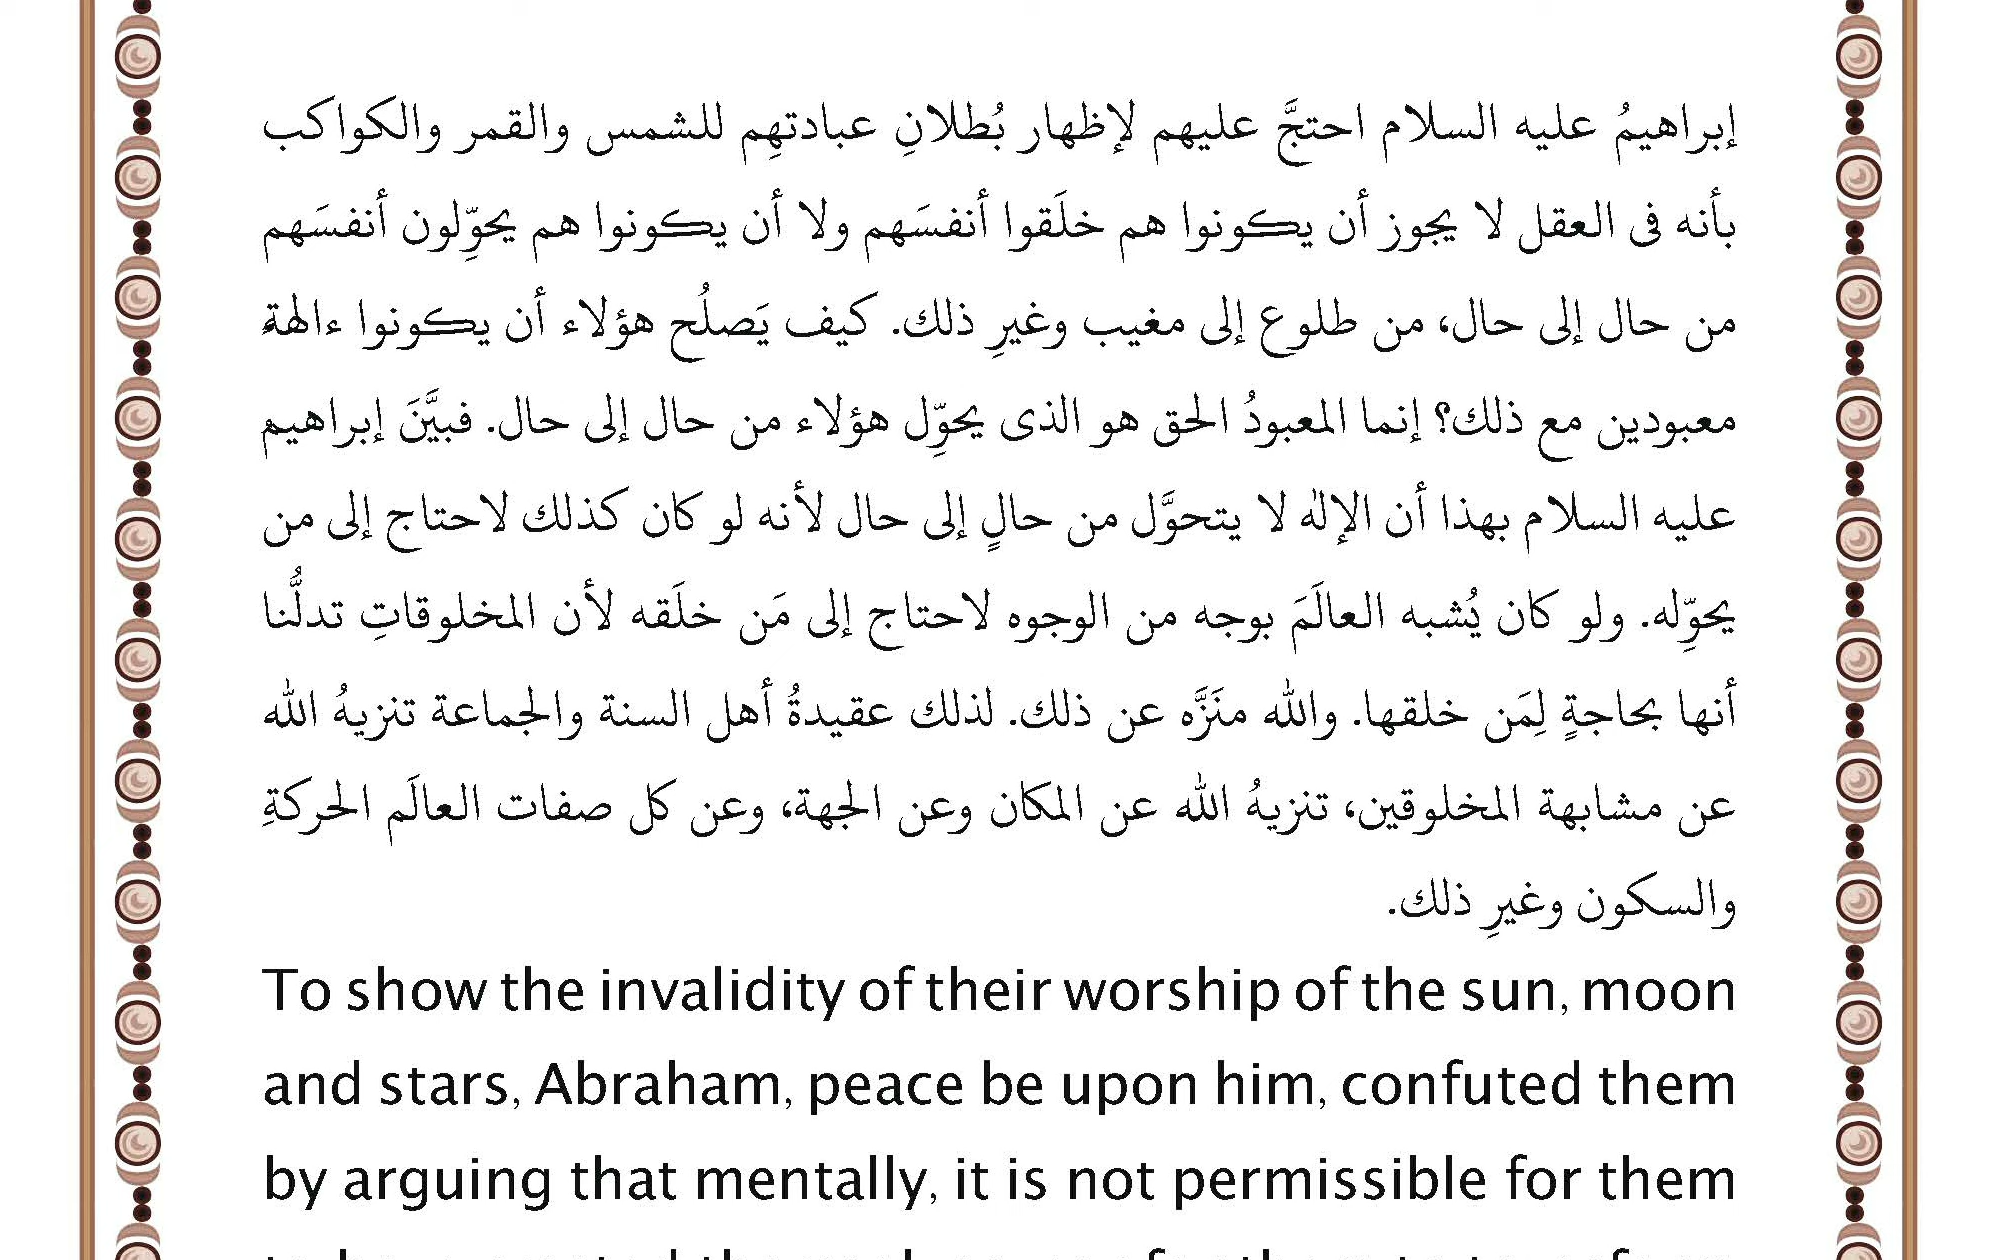 إبراهيمُ عليه السلام احتجَّ عليهم لإظهار بُطلانِ عبادتهِم للشمس والقمر والكواكب
بأنه فى العقل لا يجوز أن يكونوا هم خلَقوا أنفسَهم ولا أن يكونوا هم يحوِّلون أنفسَهم
من حال إلى حال، من طلوع إلى مغيب وغيرِ ذلك. كيف يَصلُح هؤلاء أن يكونوا ءالهة
معبودين مع ذلك؟ إنما المعبودُ الحق هو الذى يحوِّل هؤلاء من حال إلى حال. فبيَّنَ إبراهيم
عليه السلام بهذا أن الإلٰه لا يتحوَّل من حالٍ إلى حال لأنه لو كان كذلك لاحتاج إلى من
يحوِّله. ولو كان يُشبه العالَمَ بوجه من الوجوه لاحتاج إلى مَن خلَقه لأن المخلوقاتِ تدلُّنا
أنها بحاجةٍ لِمَن خلقها. والله منَزَّه عن ذلك. لذلك عقيدةُ أهل السنة والجماعة تنزيهُ الله
عن مشابهة المخلوقين، تنزيهُ الله عن المكان وعن الجهة، وعن كل صفات العالَم الحركةِ
والسكون وغيرِ ذلك.
To show the invalidity of their worship of the sun, moon
and stars, Abraham, peace be upon him, confuted them
by arguing that mentally, it is not permissible for them